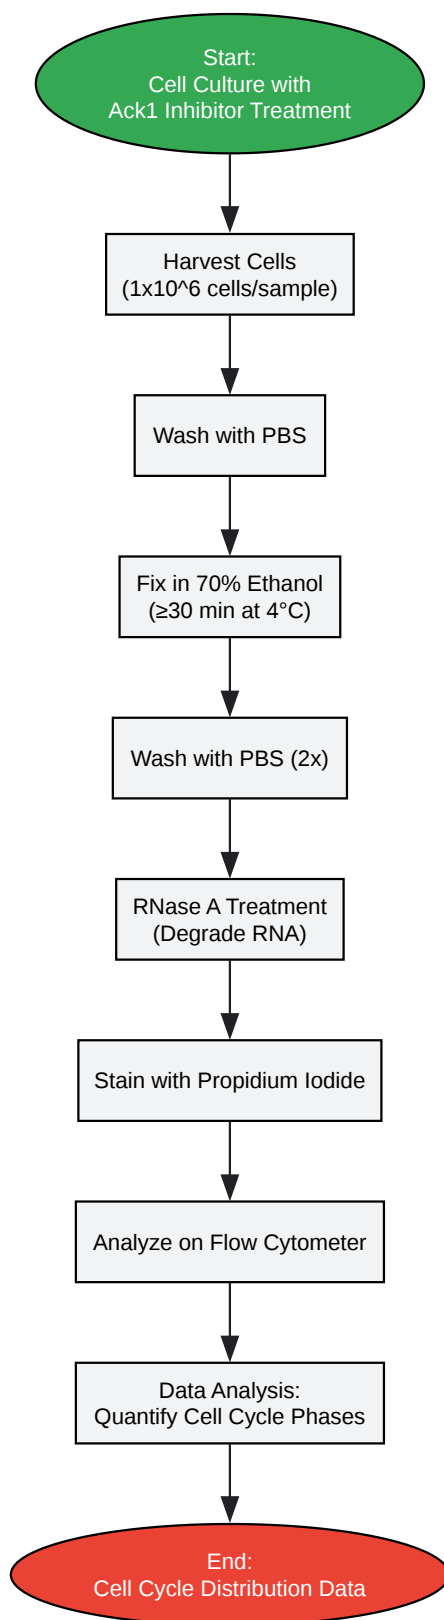 Start:
Cell Culture with
Ack1 Inhibitor Treatment
Harvest Cells
(1x10^6 cells/sample)
Wash with PBS
Fix in 70% Ethanol
(≥30 min at 4°C)
Wash with PBS (2x)
RNase A Treatment
(Degrade RNA)
Stain with Propidium Iodide
Analyze on Flow Cytometer
Data Analysis:
Quantify Cell Cycle Phases
End:
Cell Cycle Distribution Data